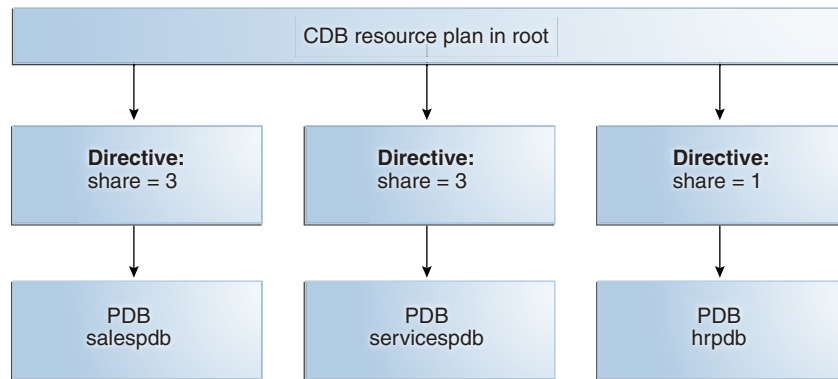 CDB resource plan in root
Directive:
share = 3
Directive:
share = 3
Directive:
share = 1
PDB
salespdb
PDB
servicespdb
PDB
hrpdb